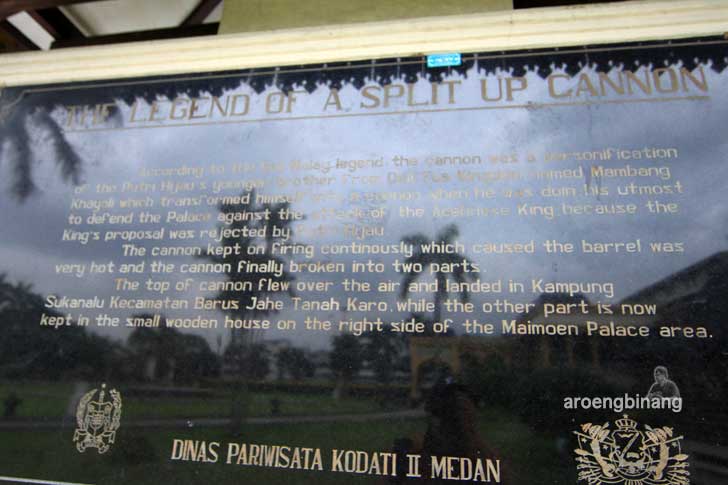 THE LEGEND OF A SPLIT UP CANNON
According to the Malay legend, the cannon was a personification
of the Putri Hijau's younger brother from Deli Tua Kingdom, named Mambang
Khayali which transformed himself into a cannon when he was doin his utmost
to defend the Palace against the attack of the Acehnese King, because the
King's proposal was rejected by Putri Hijau.
The cannon kept on firing continously which caused the barrel was
very hot and the cannon finally broken into two parts.
The top of cannon flew over the air and landed in Kampung
Sukanalu Kecamatan Barus Jahe Tanah Karo, while the other part is now
kept in the small wooden house on the right side of the Maimoen Palace area.
aroengbinang
DINAS PARIWISATA KODATI II MEDAN